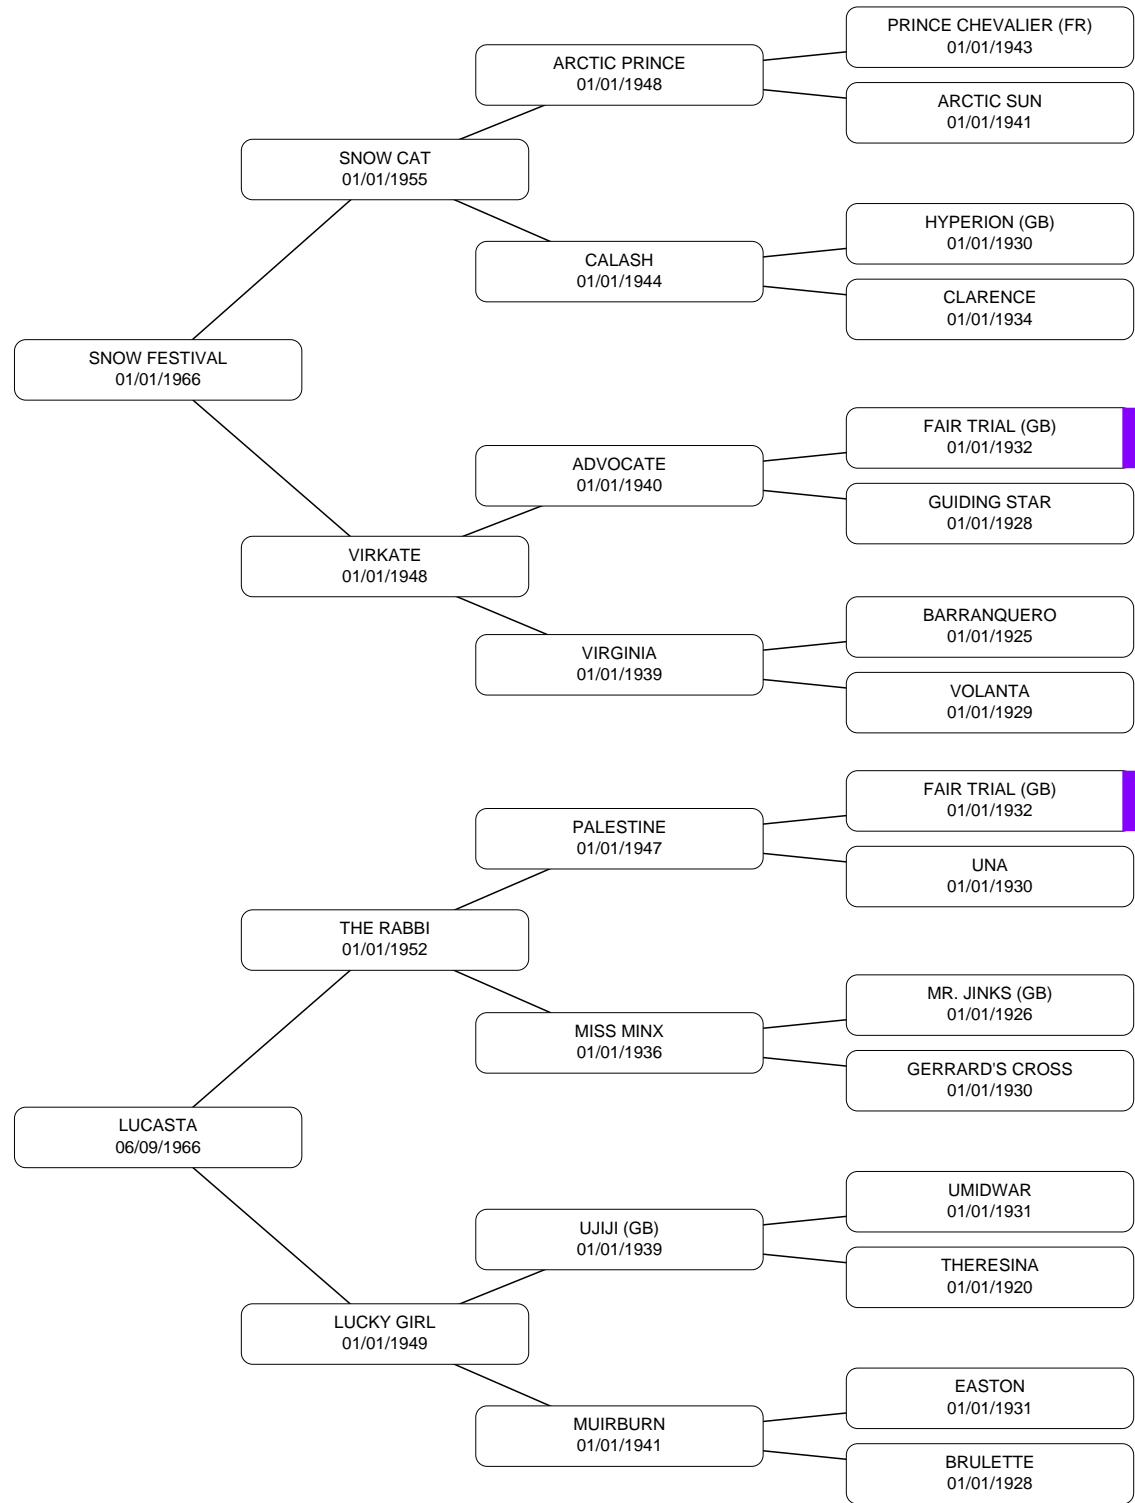 PRINCE CHEVALIER (FR)
01/01/1943
ARCTIC PRINCE
01/01/1948
ARCTIC SUN
01/01/1941
SNOW CAT
01/01/1955
HYPERION (GB)
01/01/1930
CALASH
01/01/1944
CLARENCE
01/01/1934
SNOW FESTIVAL
01/01/1966
FAIR TRIAL (GB)
01/01/1932
ADVOCATE
01/01/1940
GUIDING STAR
01/01/1928
VIRKATE
01/01/1948
BARRANQUERO
01/01/1925
VIRGINIA
01/01/1939
VOLANTA
01/01/1929
FAIR TRIAL (GB)
01/01/1932
PALESTINE
01/01/1947
UNA
01/01/1930
THE RABBI
01/01/1952
MR. JINKS (GB)
01/01/1926
MISS MINX
01/01/1936
GERRARD'S CROSS
01/01/1930
LUCASTA
06/09/1966
UMIDWAR
01/01/1931
UJIJI (GB)
01/01/1939
THERESINA
01/01/1920
LUCKY GIRL
01/01/1949
EASTON
01/01/1931
MUIRBURN
01/01/1941
BRULETTE
01/01/1928